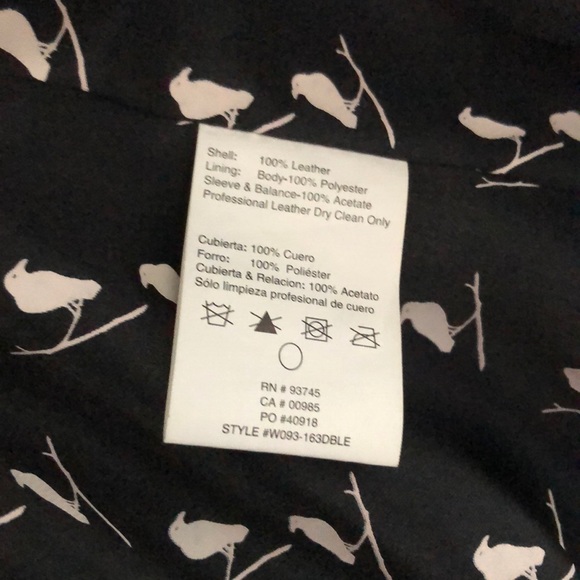 Shell: 100% Leather
Lining: Body-100% Polyester
Sleeve & Balance-100% Acetate
Professional Leather Dry Clean Only
Cubierta: 100% Cuero
Forro: 100% Poliéster
Cubierta & Relacion: 100% Acetato
Sólo limpieza profesional de cuero
RN # 93745
CA # 00985
PO #40918
STYLE #W093-163DBLE